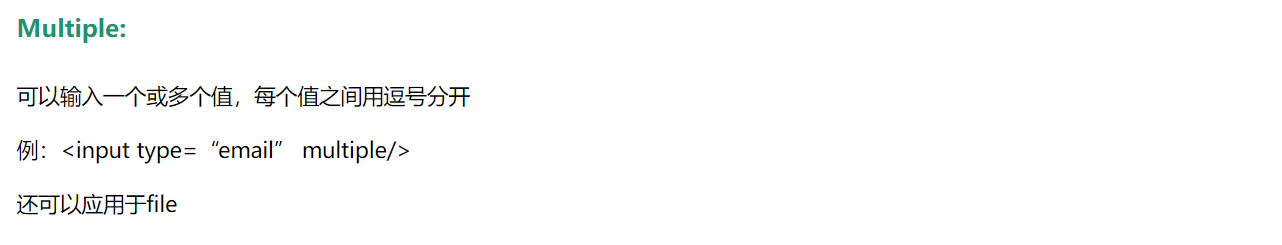 Multiple:
可以输入一个或多个值，每个值之间用逗号分开
例：<input type=“email” multiple/>
还可以应用于file